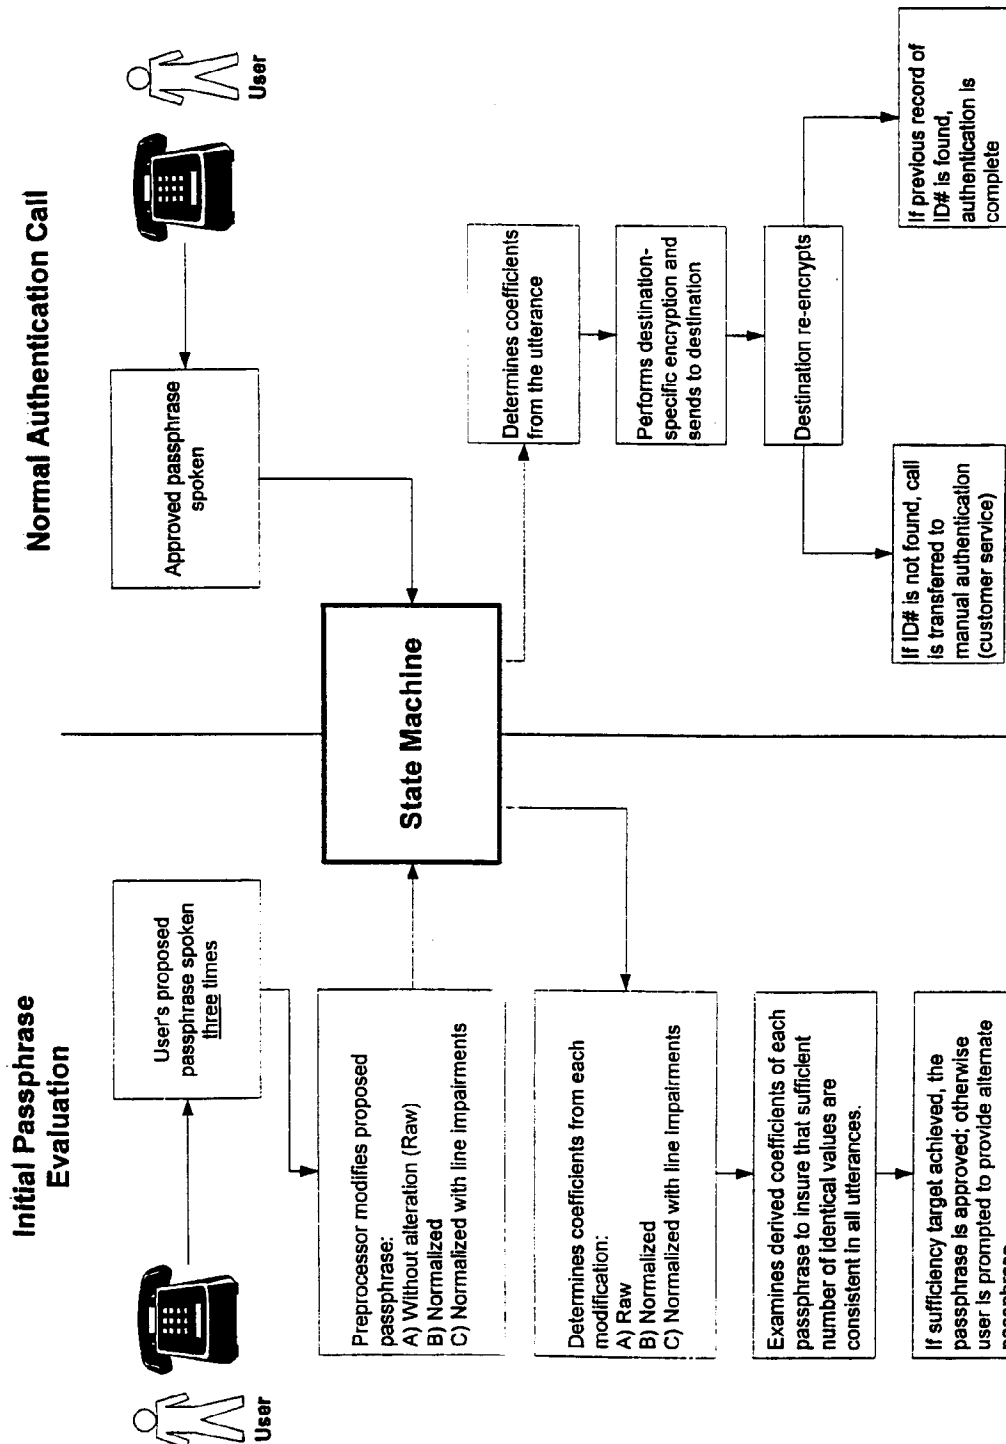 Initial Passphrase
Evaluation
User
User's proposed
passphrase spoken
three times
Preprocessor modifies proposed
passphrase:
A) Without alteration (Raw)
B) Normalized
C) Normalized with line impairments
State Machine
Determines coefficients from each
modification:
A) Raw
B) Normalized
C) Normalized with line impairments
Examines derived coefficients of each
passphrase to insure that sufficient
number of identical values are
consistent in all utterances.
If sufficiency target achieved, the
passphrase is approved; otherwise
user is prompted to provide alternate
passphrase
Normal Authentication Call
User
Approved passphrase
spoken
Determines coefficients
from the utterance
Performs destination-
specific encryption and
sends to destination
Destination re-encrypts
If ID# is not found, call
is transferred to
manual authentication
(customer service)
If previous record of
ID# is found,
authentication is
complete